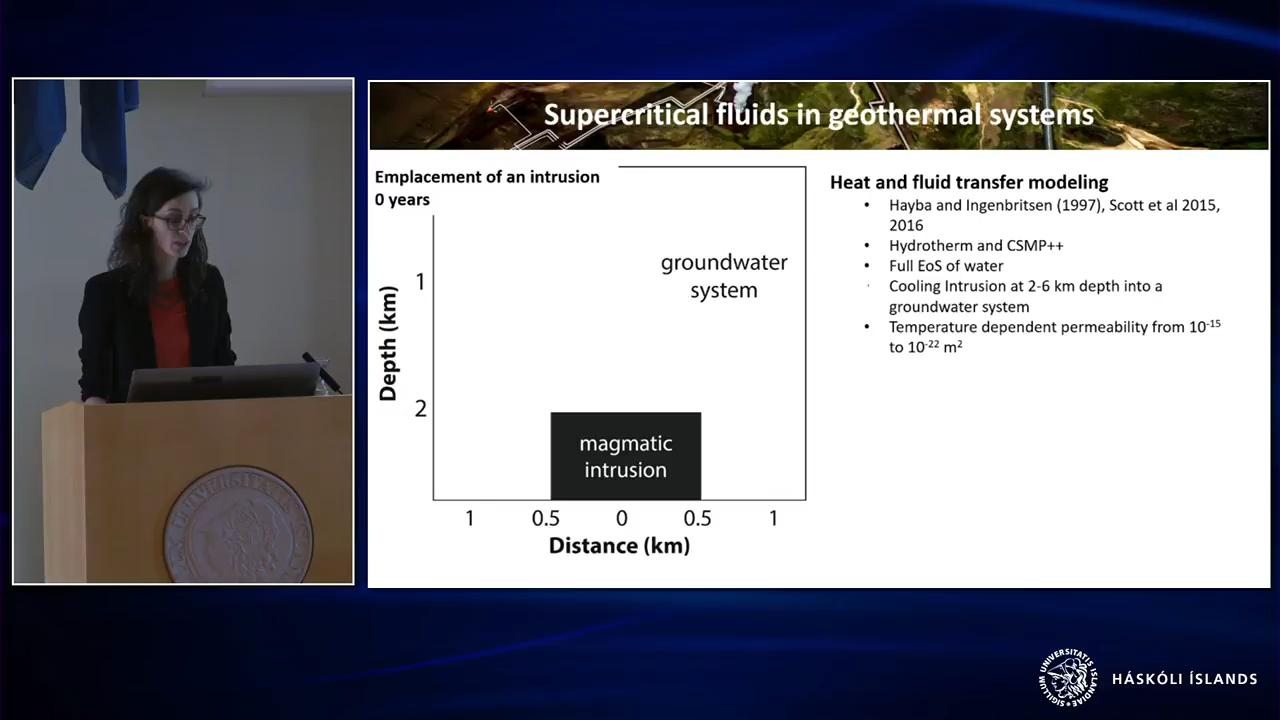 Supercritical fluids in geothermal systems
Emplacement of an intrusion
0 years
groundwater
system
1
Depth (km)
2
magmatic
intrusion
1 0.5 0 0.5 1
Distance (km)
Heat and fluid transfer modeling
• Hayba and Ingenbritsen (1997), Scott et al 2015,
2016
• Hydrotherm and CSMP++
• Full EoS of water
• Cooling Intrusion at 2-6 km depth into a
groundwater system
• Temperature dependent permeability from 10⁻¹⁵
to 10⁻²² m²
SIGILLUM UNIVERSITATIS ISLANDIAE
HÁSKÓLI ÍSLANDS